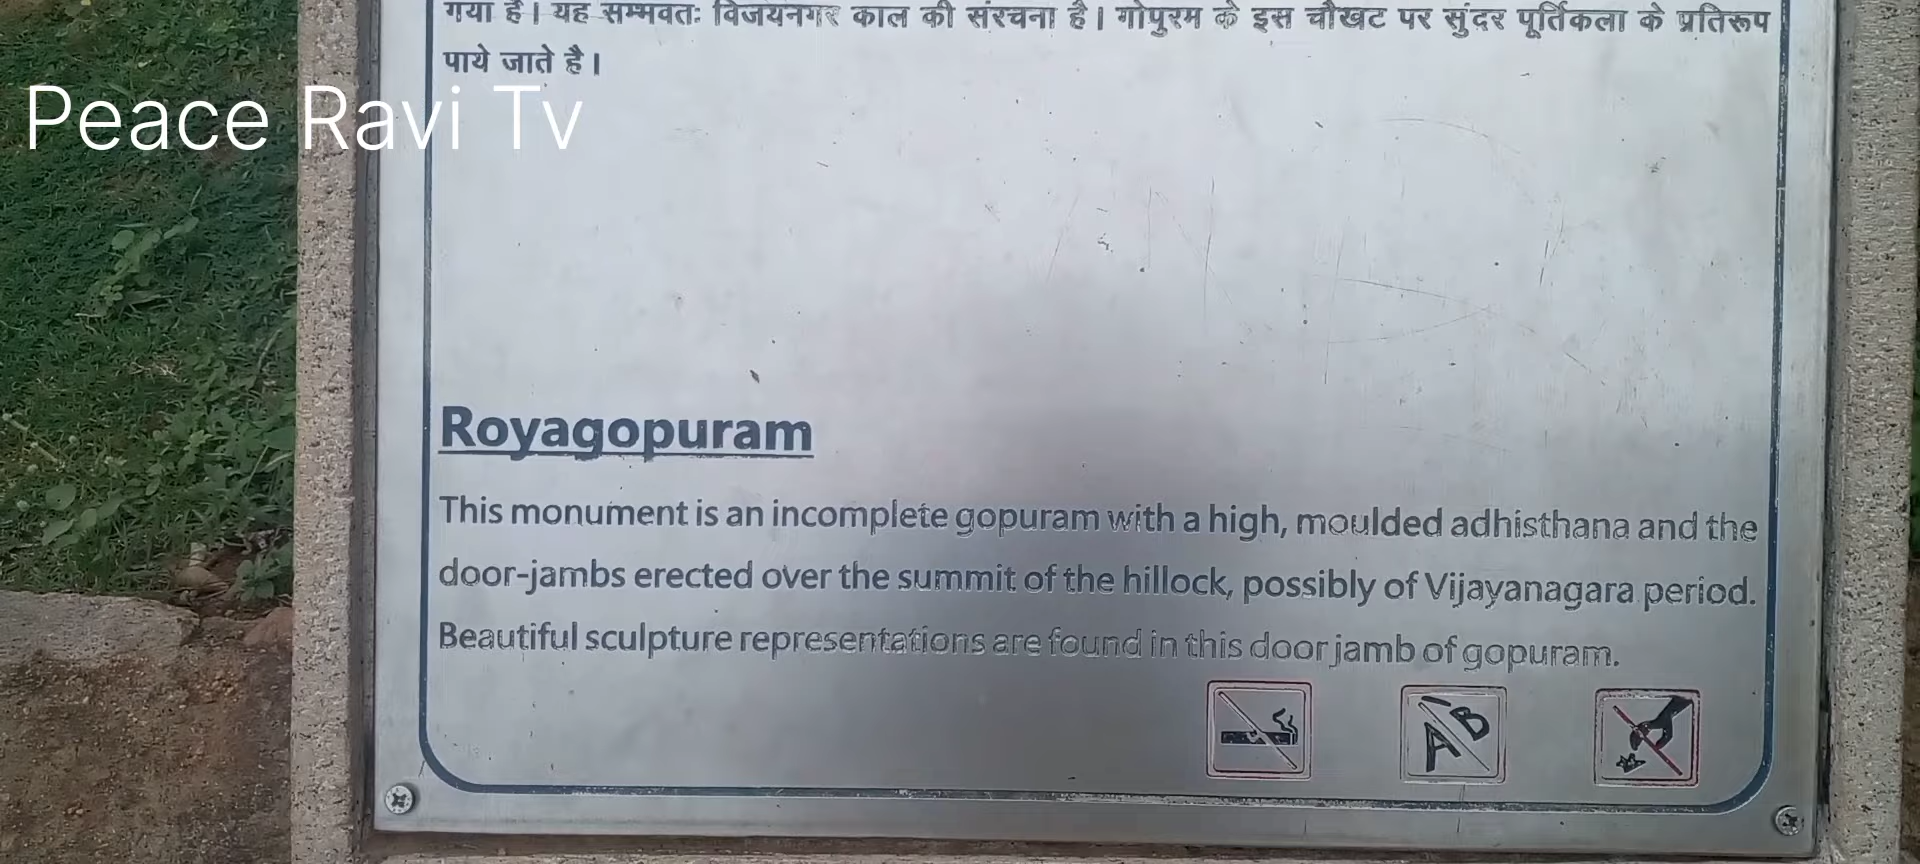 गया है। यह सम्भवतः विजयनगर काल की संरचना है। गोपुरम के इस चौखट पर सुंदर पूर्तिकला के प्रतिरूप
पाये जाते है।
Peace Ravi Tv
Royagopuram
This monument is an incomplete gopuram with a high, moulded adhisthana and the
door-jambs erected over the summit of the hillock, possibly of Vijayanagara period.
Beautiful sculpture representations are found in this door jamb of gopuram.
A B